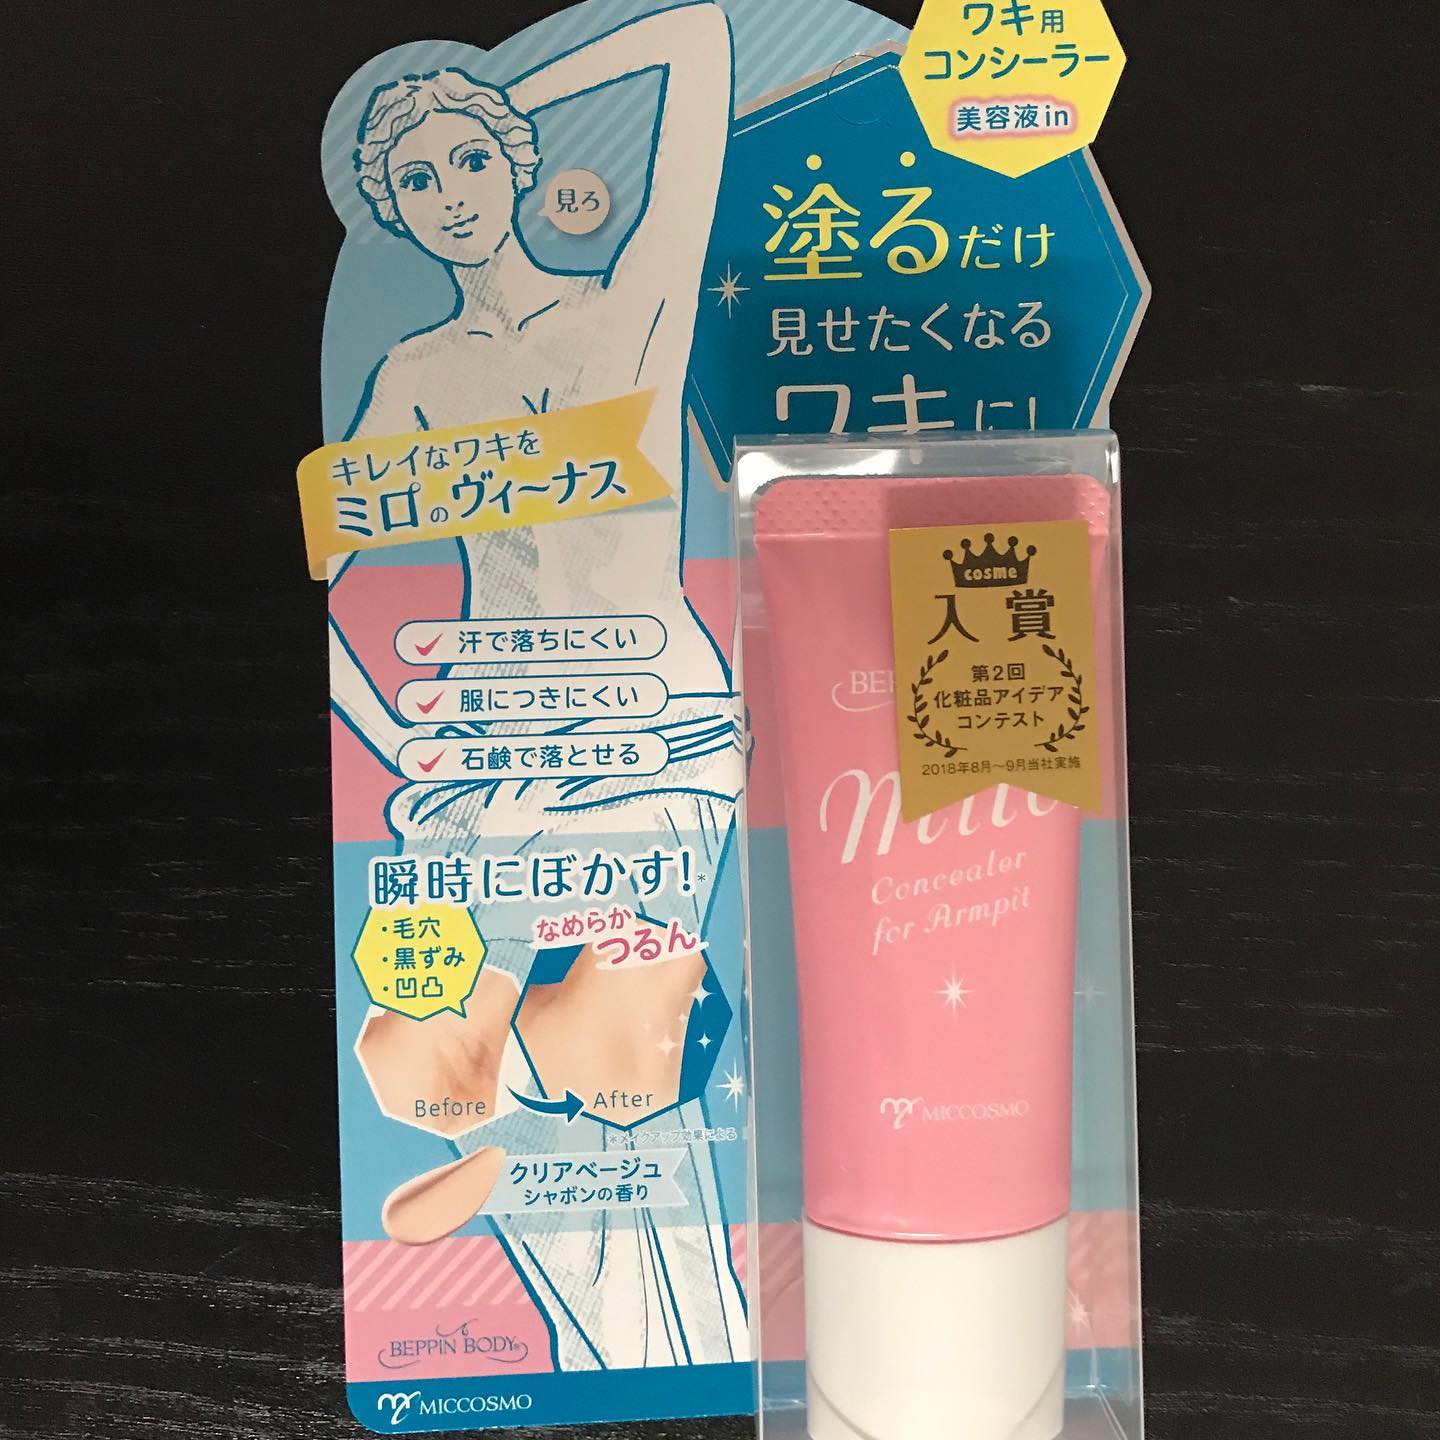 ワキ用
コンシーラー
美容液in
塗るだけ
見せたくなる
ワキに!
見ろ
キレイなワキを
ミロのヴィ〜ナス
汗で落ちにくい
服につきにくい
石鹸で落とせる
瞬時にぼかす!*
・毛穴
・黒ずみ
・凹凸
なめらか
つるん
Before
After
*メイクアップ効果による
クリアベージュ
シャボンの香り
BEPPIN BODY®
MICCOSMO
cosme
入賞
第2回
化粧品アイデア
コンテスト
2018年8月〜9月当社実施
Concealer
for Armpit
MICCOSMO